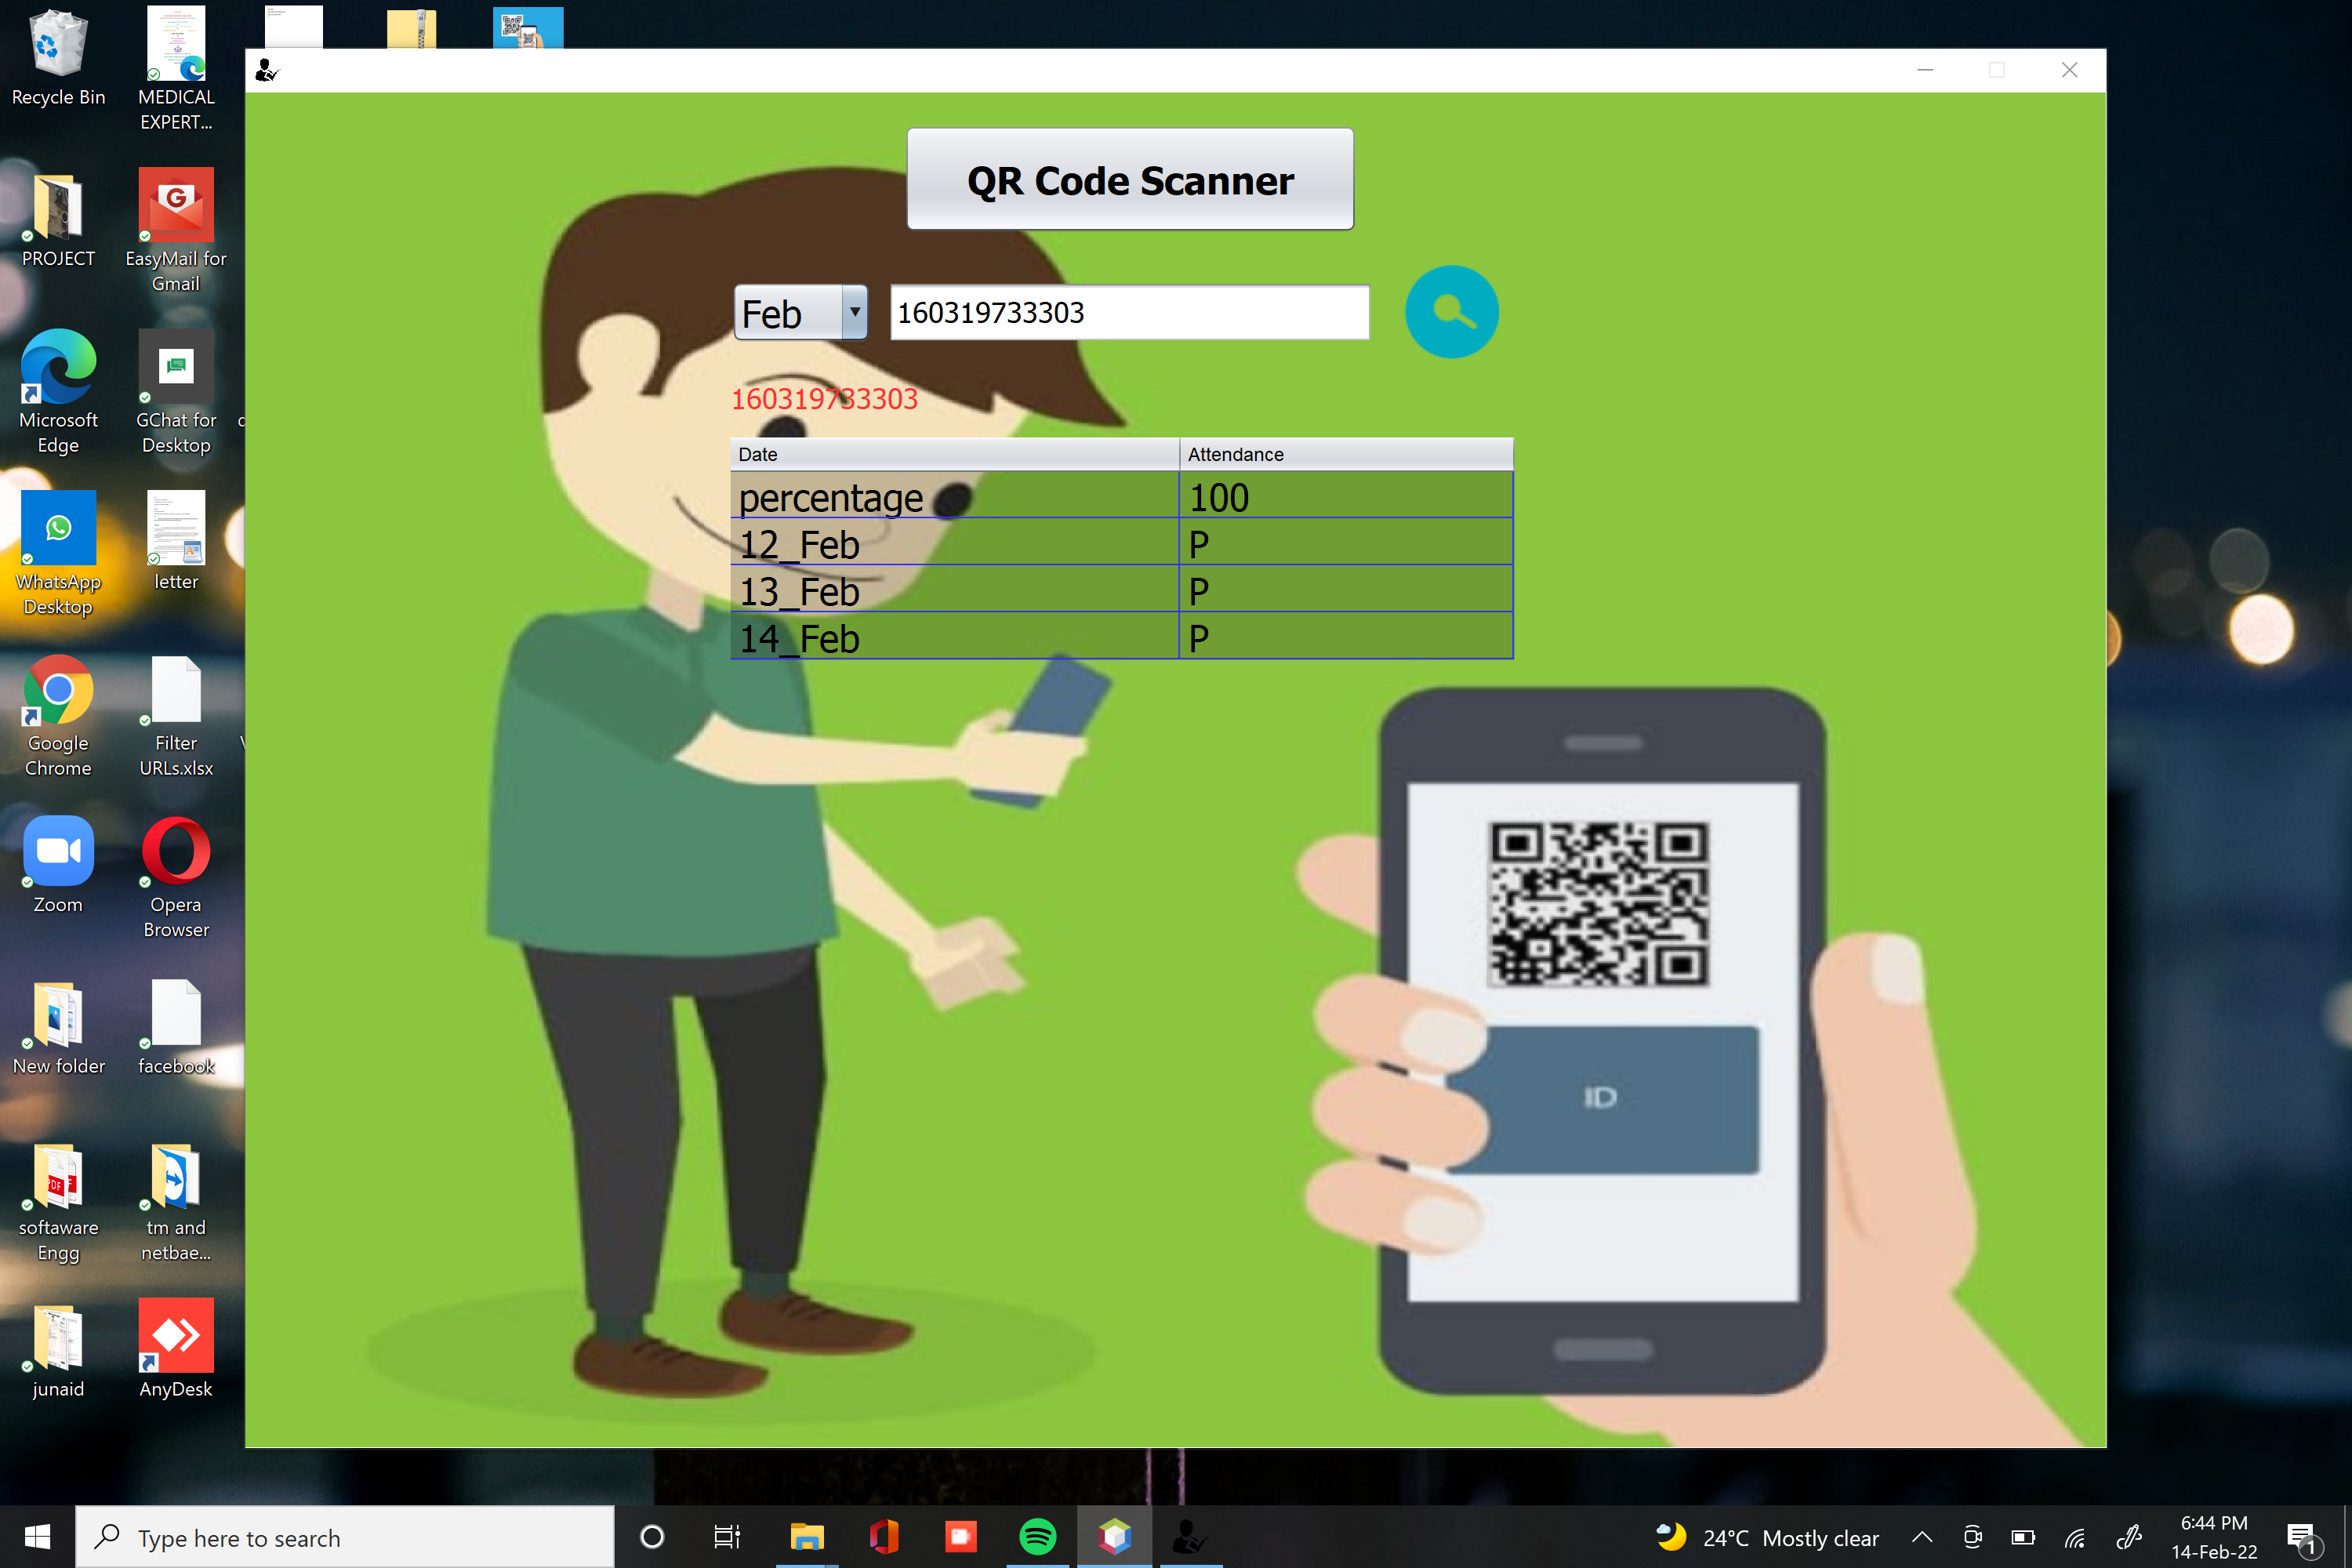 Recycle Bin
MEDICAL
EXPERT...
PROJECT
EasyMail for
Gmail
Microsoft
Edge
GChat for
Desktop
WhatsApp
Desktop
letter
Google
Chrome
Filter
URLs.xlsx
Zoom
Opera
Browser
New folder
facebook
softaware
Engg
tm and
netbae...
junaid
AnyDesk
QR Code Scanner
Feb
160319733303
160319733303
Date Attendance
percentage 100
12_Feb P
13_Feb P
14_Feb P
ID
Type here to search
24°C Mostly clear
6:44 PM
14-Feb-22
1